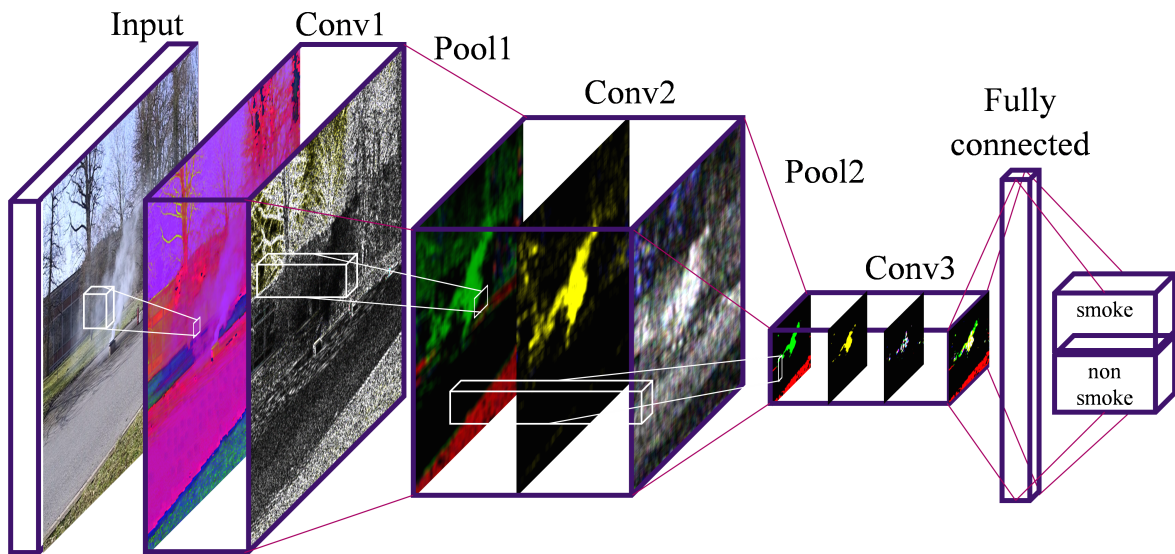 Input
Conv1
Pool1
Conv2
Pool2
Conv3
Fully
connected
smoke
non
smoke